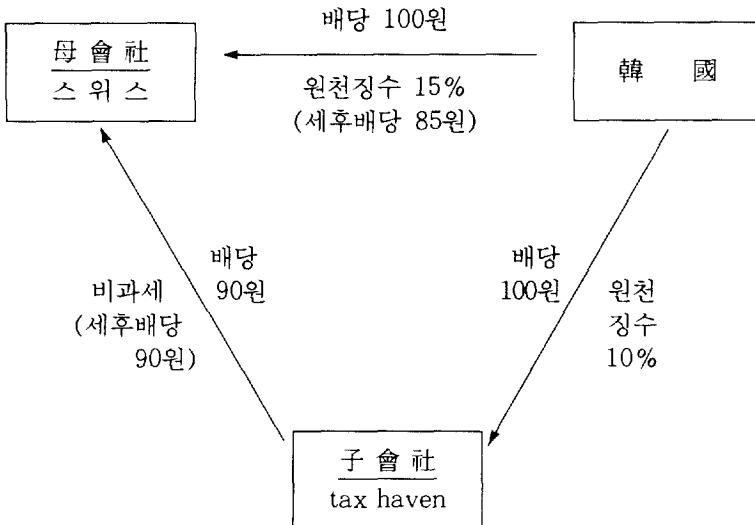 배당 100원
母 會 社
스 위 스
韓 國
원천징수 15%
(세후배당 85원)
배당
90원
비과세
(세후배당
90원)
배당
100원
원천
징수
10%
子 會 社
tax haven